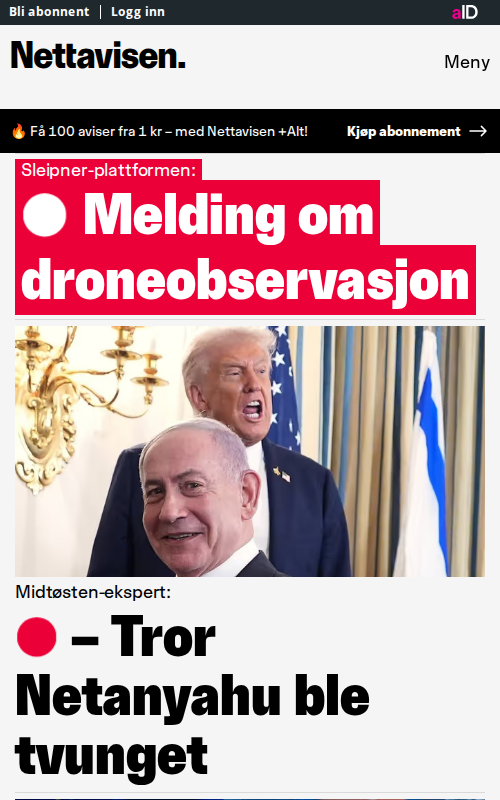 Bli abonnent | Logg inn
aID
Nettavisen.
Meny
🔥 Få 100 aviser fra 1 kr – med Nettavisen +Alt!
Kjøp abonnement →
Sleipner-plattformen:
Melding om
droneobservasjon
Midtøsten-ekspert:
– Tror
Netanyahu ble
tvunget